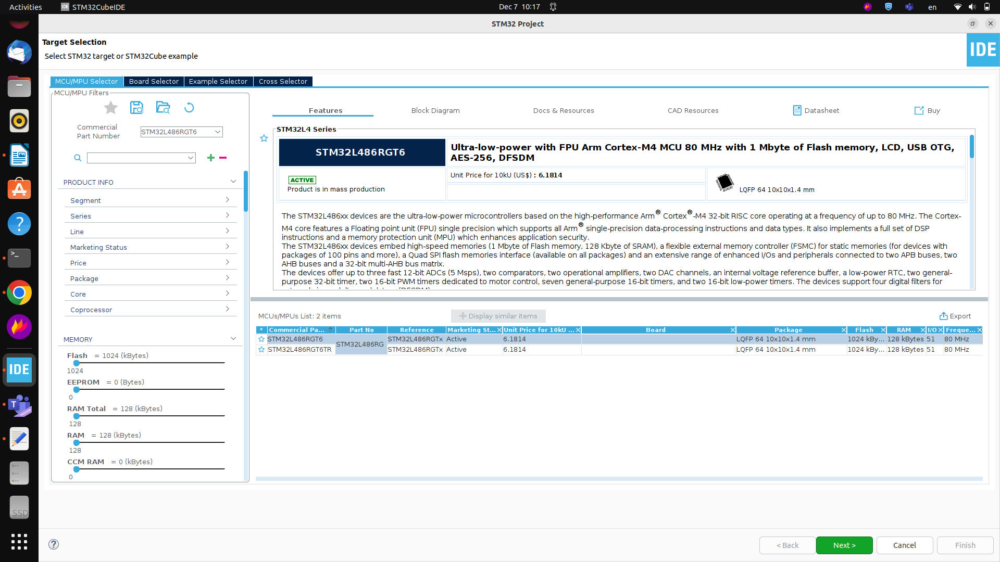 Activities
STM32CubeIDE
Dec 7 10:17
en
STM32 Project
Target Selection
Select STM32 target or STM32Cube example
IDE
MCU/MPU Selector
Board Selector
Example Selector
Cross Selector
MCU/MPU Filters
Commercial
Part Number
STM32L486RGT6
PRODUCT INFO
Segment
Series
Line
Marketing Status
Price
Package
Core
Coprocessor
MEMORY
Flash = 1024 (kBytes)
1024
EEPROM = 0 (Bytes)
0
RAM Total = 128 (kBytes)
128
RAM = 128 (kBytes)
128
CCM RAM = 0 (kBytes)
0
Features
Block Diagram
Docs & Resources
CAD Resources
Datasheet
Buy
STM32L4 Series
STM32L486RGT6
Ultra-low-power with FPU Arm Cortex-M4 MCU 80 MHz with 1 Mbyte of Flash memory, LCD, USB OTG,
AES-256, DFSDM
ACTIVE
Product is in mass production
Unit Price for 10kU (US$) : 6.1814
LQFP 64 10x10x1.4 mm
The STM32L486xx devices are the ultra-low-power microcontrollers based on the high-performance Arm® Cortex®-M4 32-bit RISC core operating at a frequency of up to 80 MHz. The Cortex-
M4 core features a Floating point unit (FPU) single precision which supports all Arm® single-precision data-processing instructions and data types. It also implements a full set of DSP
instructions and a memory protection unit (MPU) which enhances application security.
The STM32L486xx devices embed high-speed memories (1 Mbyte of Flash memory, 128 Kbyte of SRAM), a flexible external memory controller (FSMC) for static memories (for devices with
packages of 100 pins and more), a Quad SPI flash memories interface (available on all packages) and an extensive range of enhanced I/Os and peripherals connected to two APB buses, two
AHB buses and a 32-bit multi-AHB bus matrix.
The devices offer up to three fast 12-bit ADCs (5 Msps), two comparators, two operational amplifiers, two DAC channels, an internal voltage reference buffer, a low-power RTC, two general-
purpose 32-bit timer, two 16-bit PWM timers dedicated to motor control, seven general-purpose 16-bit timers, and two 16-bit low-power timers. The devices support four digital filters for
MCUs/MPUs List: 2 items
Display similar items
Export
* Commercial Pa... Part No Reference Marketing St... Unit Price for 10kU ... Board Package Flash RAM I/O Freque...
STM32L486RGT6 STM32L486RG STM32L486RGTx Active 6.1814 LQFP 64 10x10x1.4 mm 1024 kBy... 128 kBytes 51 80 MHz
STM32L486RGT6TR STM32L486RGTx Active 6.1814 LQFP 64 10x10x1.4 mm 1024 kBy... 128 kBytes 51 80 MHz
IDE
T
PREVIEW
SSD
< Back
Next >
Cancel
Finish